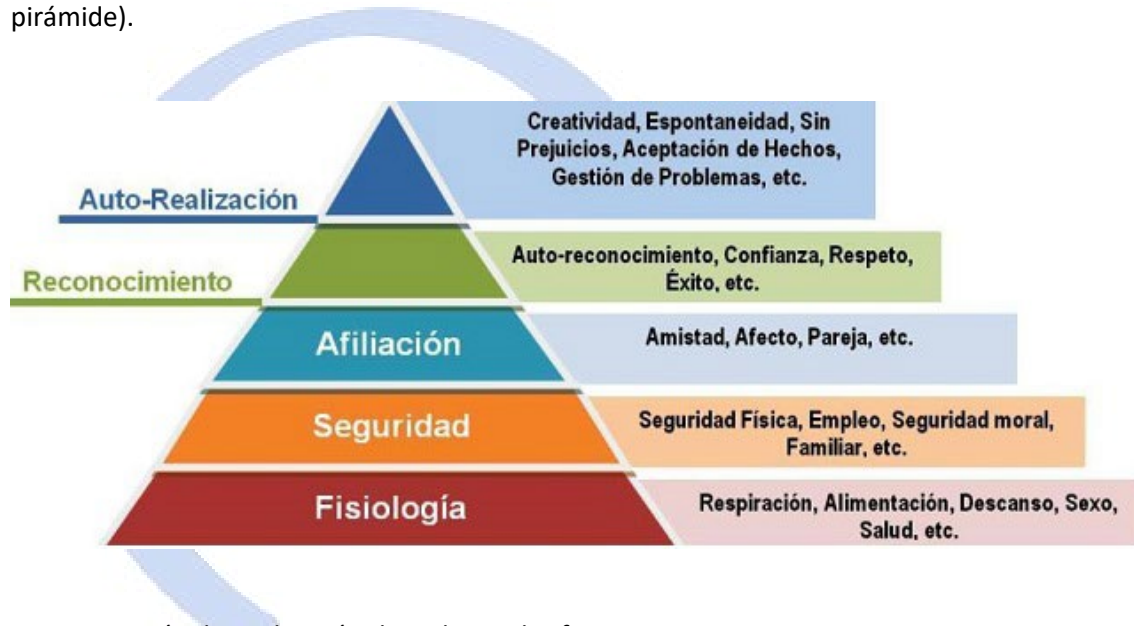 pirámide).
Creatividad, Espontaneidad, Sin
Prejuicios, Aceptación de Hechos,
Gestión de Problemas, etc.
Auto-Realización
Auto-reconocimiento, Confianza, Respeto,
Éxito, etc.
Reconocimiento
Afiliación
Amistad, Afecto, Pareja, etc.
Seguridad
Seguridad Física, Empleo, Seguridad moral,
Familiar, etc.
Fisiología
Respiración, Alimentación, Descanso, Sexo,
Salud, etc.